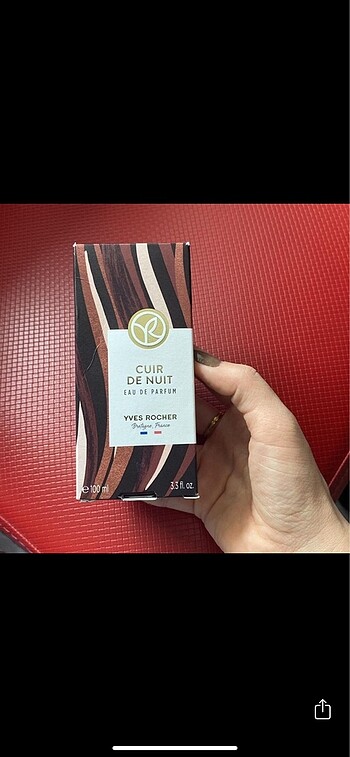 CUIR
DE NUIT
EAU DE PARFUM
YVES ROCHER
Bretagne, France
e 100 ml
3.3 fl. oz.